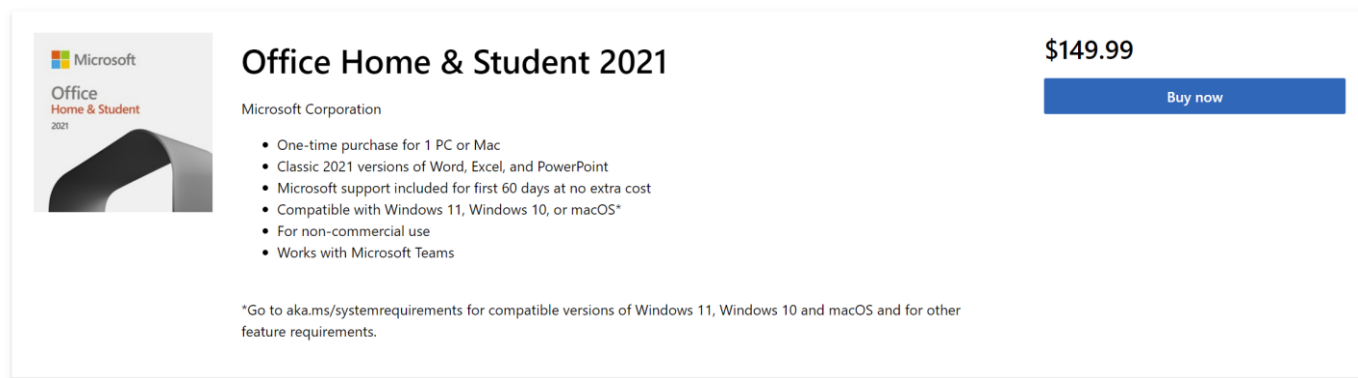 Microsoft
Office
Home & Student
2021
Office Home & Student 2021
Microsoft Corporation
• One-time purchase for 1 PC or Mac
• Classic 2021 versions of Word, Excel, and PowerPoint
• Microsoft support included for first 60 days at no extra cost
• Compatible with Windows 11, Windows 10, or macOS*
• For non-commercial use
• Works with Microsoft Teams
*Go to aka.ms/systemrequirements for compatible versions of Windows 11, Windows 10 and macOS and for other
feature requirements.
$149.99
Buy now